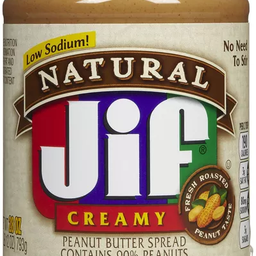 Low Sodium!
No Need
To Stir
NATURAL
Jif
FRESH ROASTED
PEANUT TASTE
CREAMY
PEANUT BUTTER SPREAD
CONTAINS 90% PEANUTS